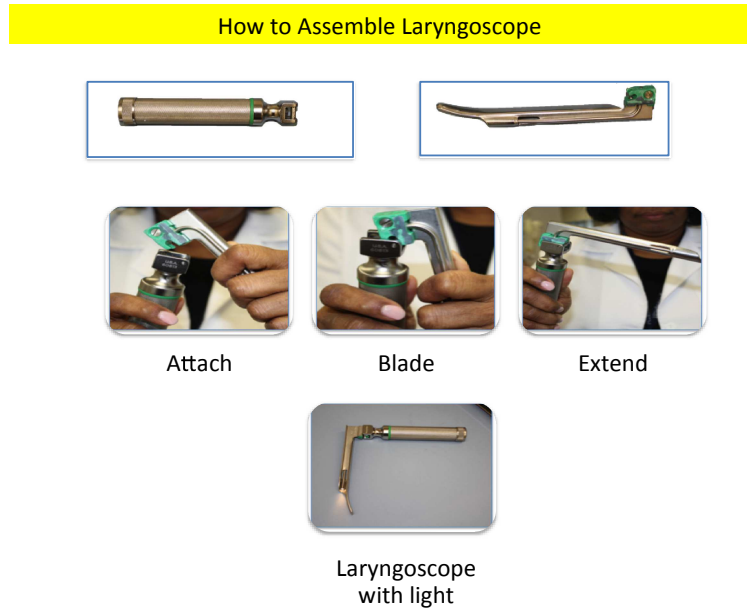 How to Assemble Laryngoscope
Attach
Blade
Extend
Laryngoscope
with light